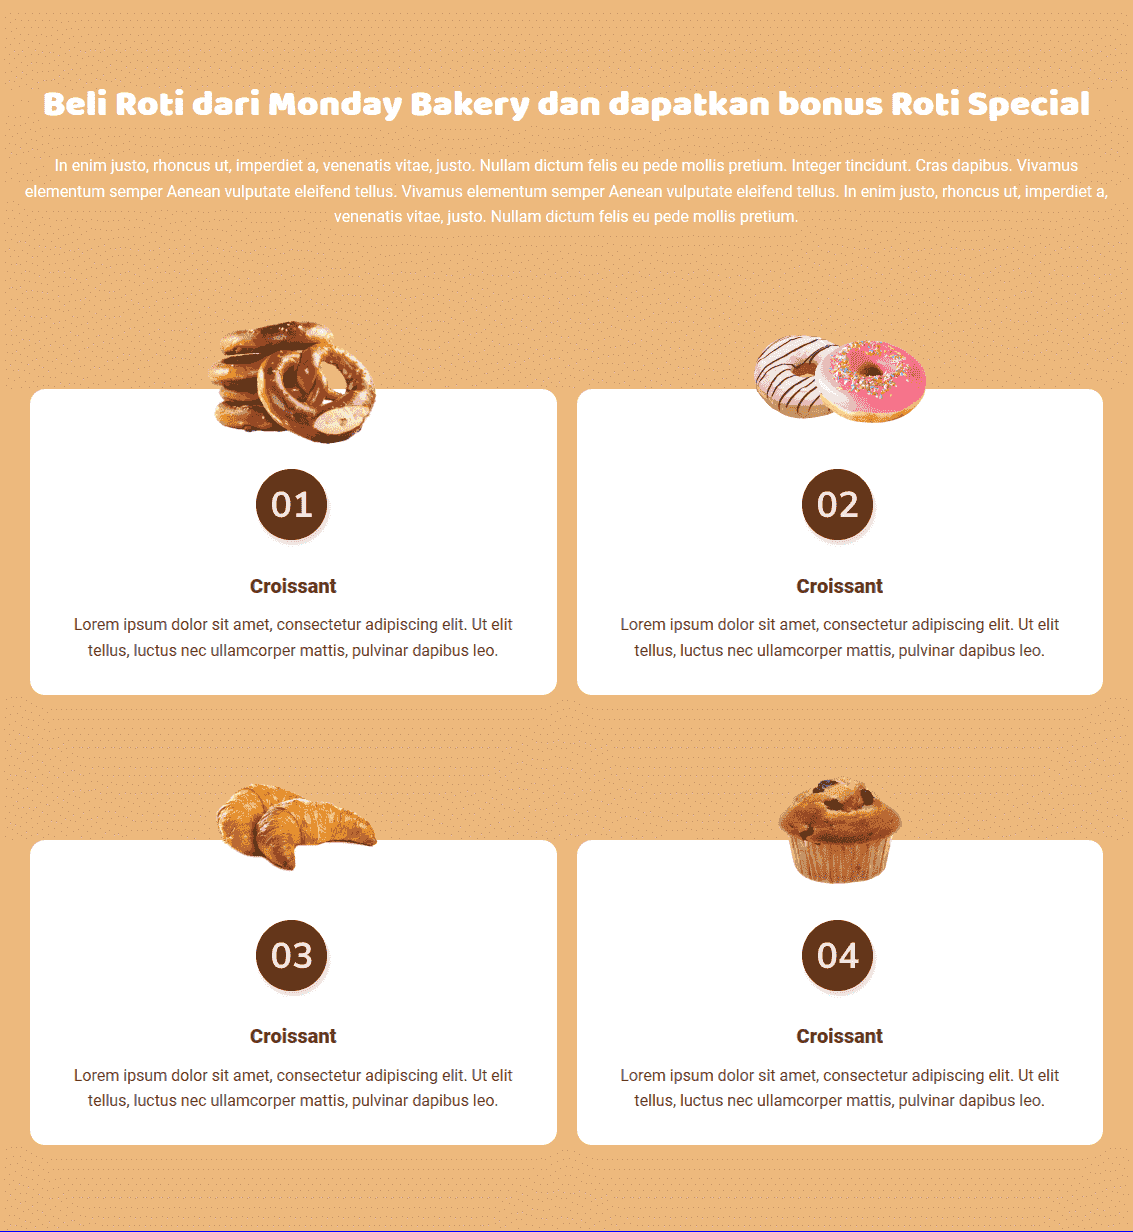 Beli Roti dari Monday Bakery dan dapatkan bonus Roti Special
In enim justo, rhoncus ut, imperdiet a, venenatis vitae, justo. Nullam dictum felis eu pede mollis pretium. Integer tincidunt. Cras dapibus. Vivamus
elementum semper Aenean vulputate eleifend tellus. Vivamus elementum semper Aenean vulputate eleifend tellus. In enim justo, rhoncus ut, imperdiet a,
venenatis vitae, justo. Nullam dictum felis eu pede mollis pretium.
01
Croissant
Lorem ipsum dolor sit amet, consectetur adipiscing elit. Ut elit
tellus, luctus nec ullamcorper mattis, pulvinar dapibus leo.
02
Croissant
Lorem ipsum dolor sit amet, consectetur adipiscing elit. Ut elit
tellus, luctus nec ullamcorper mattis, pulvinar dapibus leo.
03
Croissant
Lorem ipsum dolor sit amet, consectetur adipiscing elit. Ut elit
tellus, luctus nec ullamcorper mattis, pulvinar dapibus leo.
04
Croissant
Lorem ipsum dolor sit amet, consectetur adipiscing elit. Ut elit
tellus, luctus nec ullamcorper mattis, pulvinar dapibus leo.